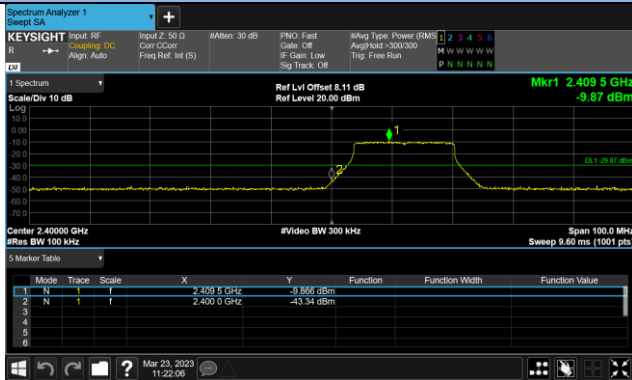 Spectrum Analyzer 1
Swept SA
+
KEYSIGHT
R
LXI
Input: RF
Coupling: DC
Align: Auto
Input Z: 50 Ω
Corr CCorr
Freq Ref: Int (S)
#Atten: 30 dB
PNO: Fast
Gate: Off
IF Gain: Low
Sig Track: Off
#Avg Type: Power (RMS
Avg|Hold:>300/300
Trig: Free Run
1 2 3 4 5 6
M W W W W W
P N N N N N
1 Spectrum
Scale/Div 10 dB
Ref Lvl Offset 8.11 dB
Ref Level 20.00 dBm
Mkr1 2.409 5 GHz
-9.87 dBm
Log
10.0
0.00
-10.0
-20.0
-30.0
-40.0
-50.0
-60.0
-70.0
1
2
DL1 -29.87 dBm
Center 2.40000 GHz
#Res BW 100 kHz
#Video BW 300 kHz
Span 100.0 MHz
Sweep 9.60 ms (1001 pts)
5 Marker Table
Mode Trace Scale X Y Function Function Width Function Value
1 N 1 f 2.409 5 GHz -9.866 dBm
2 N 1 f 2.400 0 GHz -43.34 dBm
3
4
5
6
?
Mar 23, 2023
11:22:06